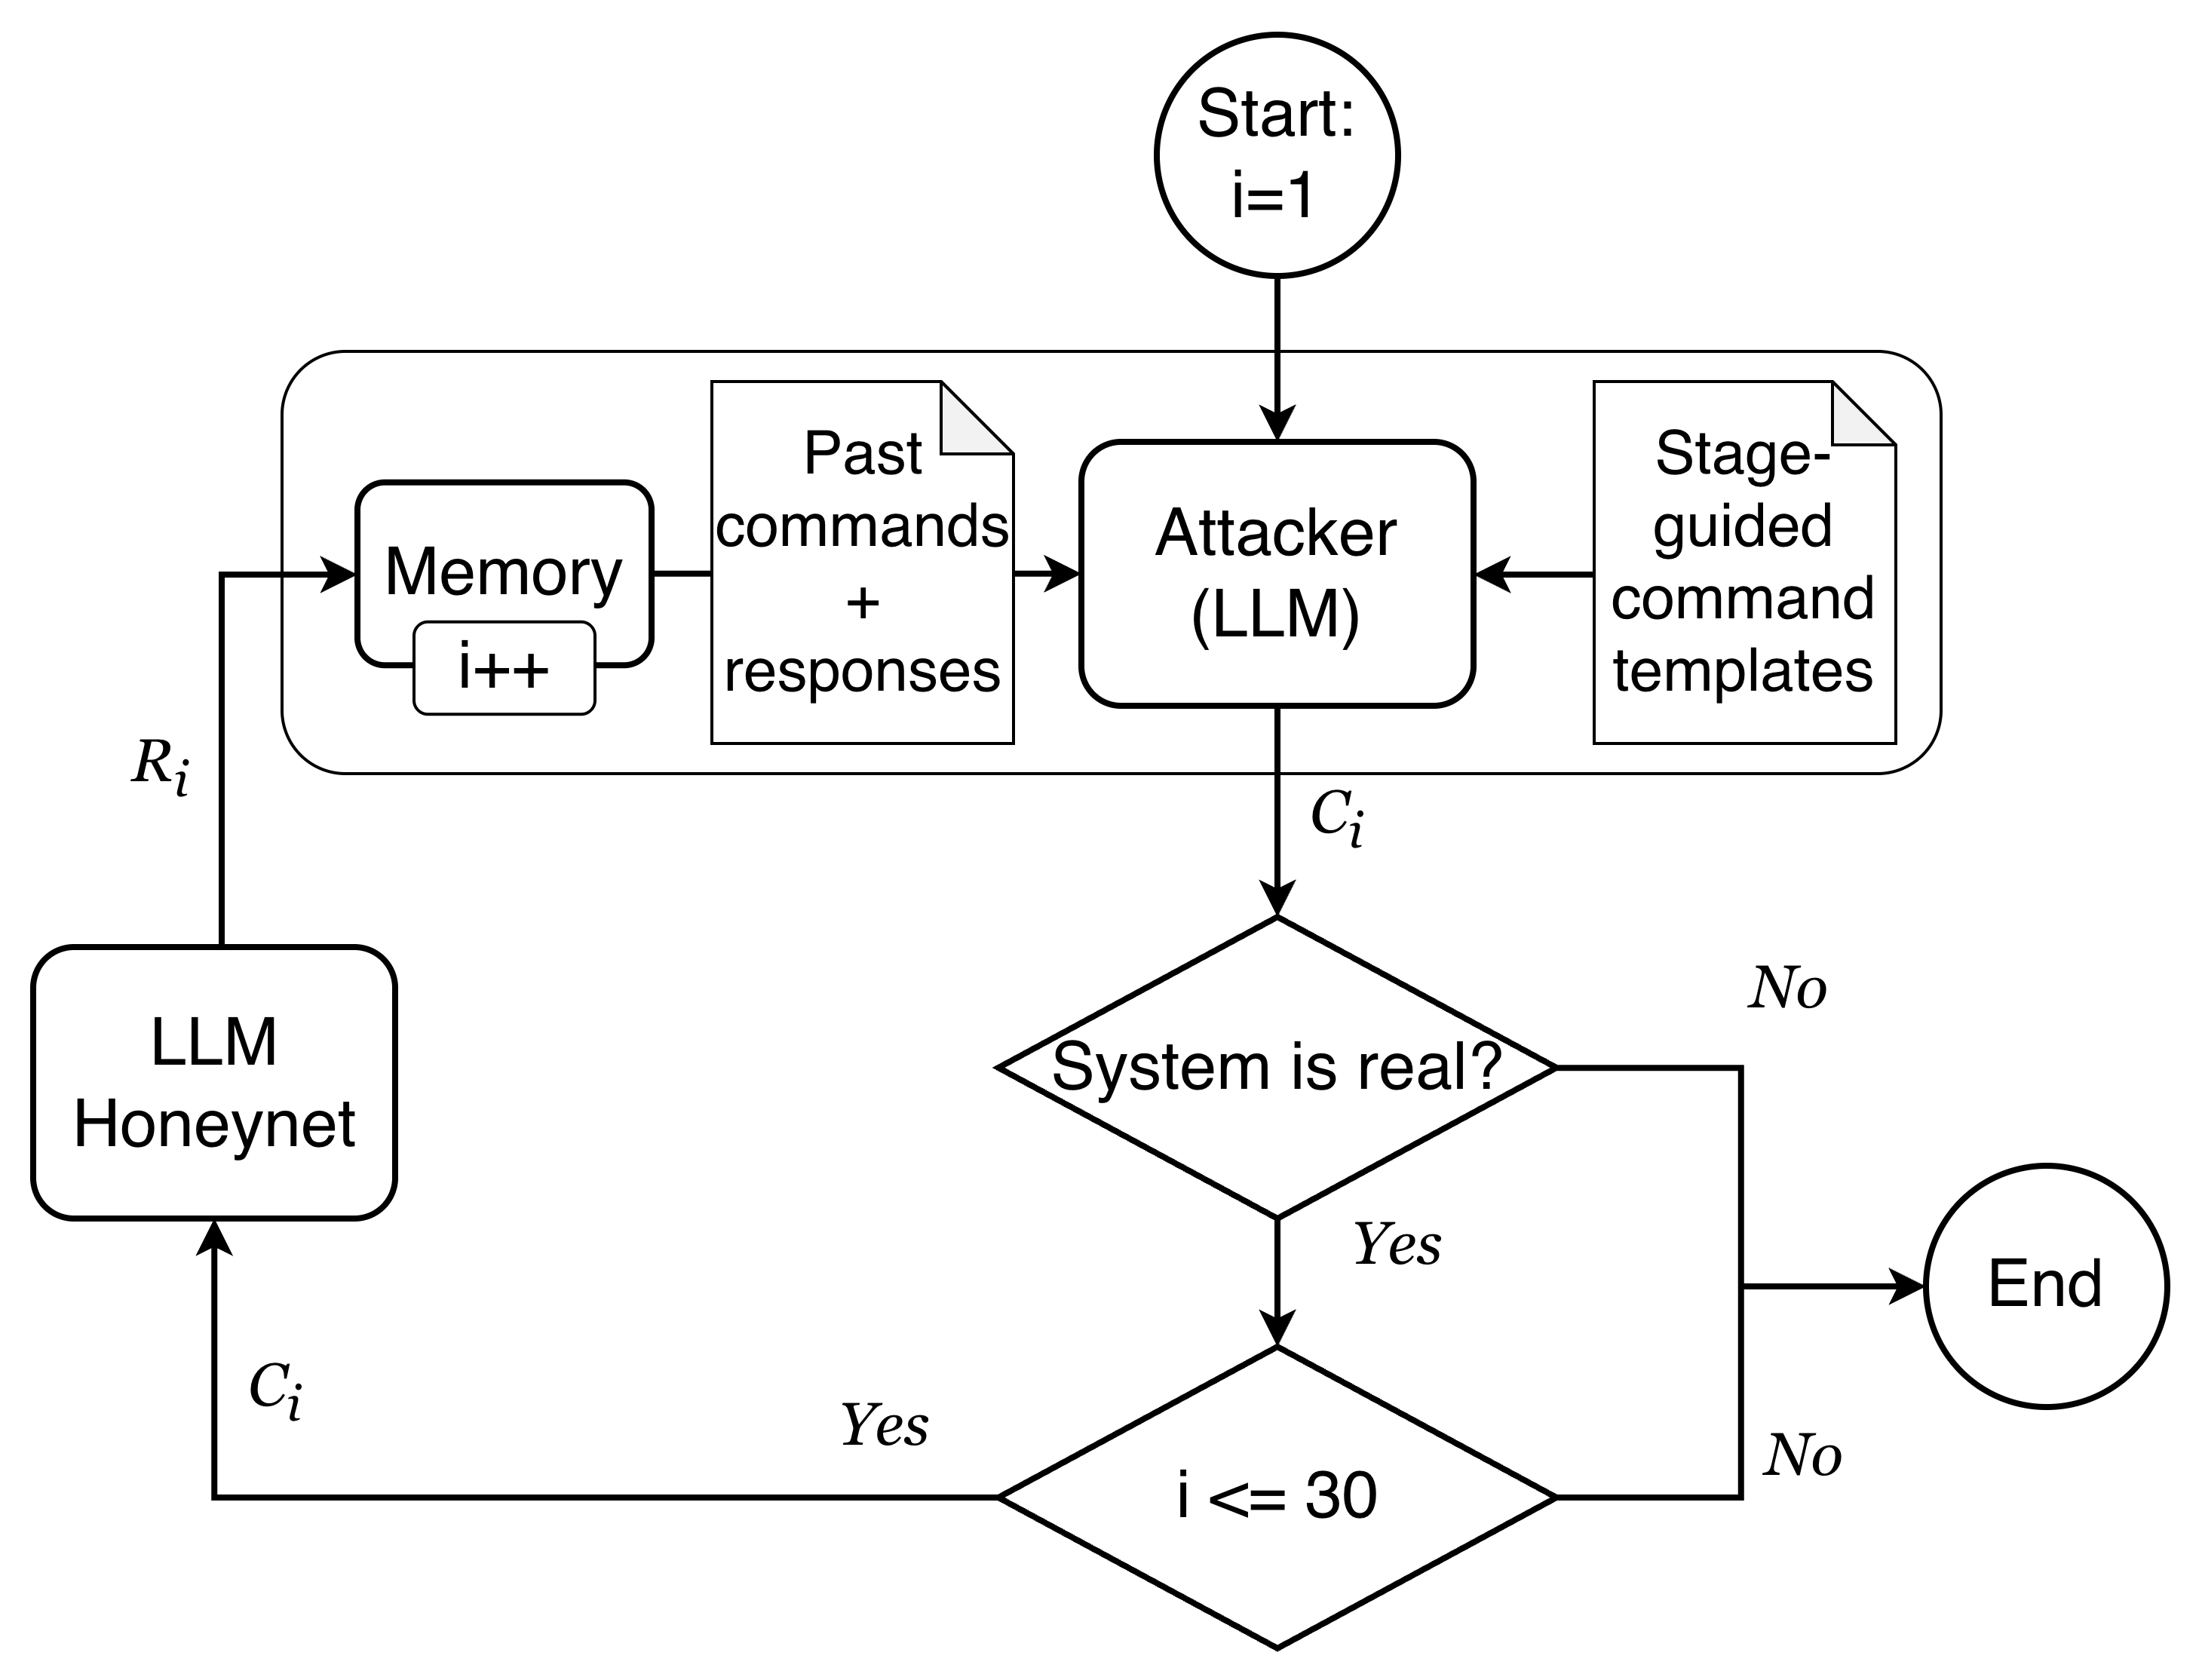 Start:
i=1
Past
commands
+
responses
Stage-
guided
command
templates
Attacker
(LLM)
Memory
i++
R_i
C_i
No
System is real?
LLM
Honeynet
Yes
End
C_i
Yes
No
i <= 30